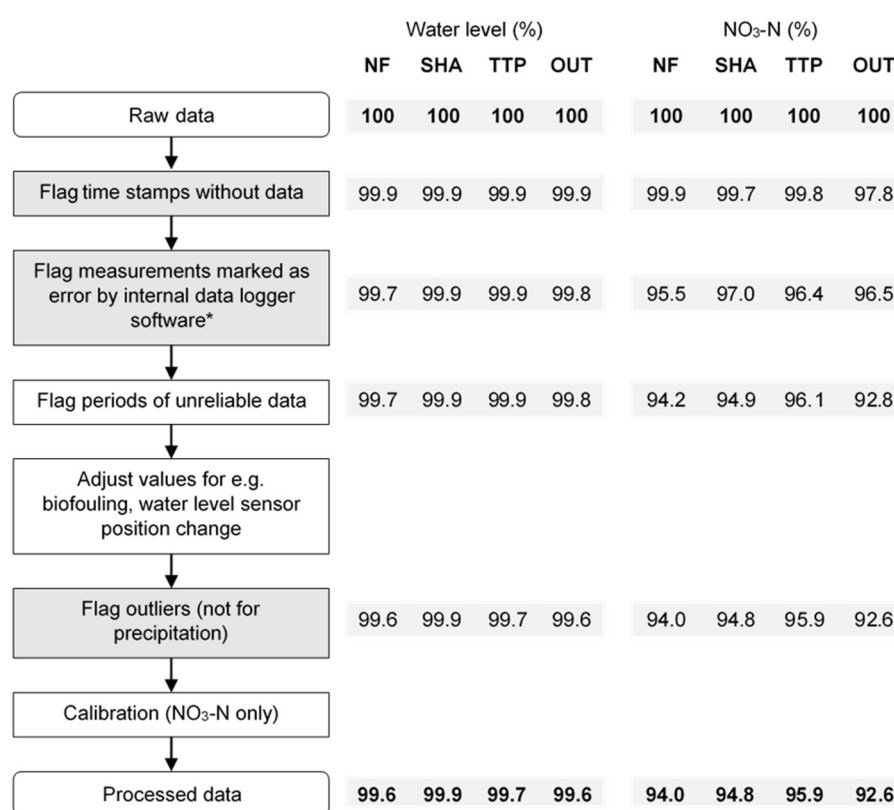 Water level (%) NO₃-N (%)
NF SHA TTP OUT NF SHA TTP OUT
Raw data 100 100 100 100 100 100 100 100
Flag time stamps without data 99.9 99.9 99.9 99.9 99.9 99.7 99.8 97.8
Flag measurements marked as
error by internal data logger 99.7 99.9 99.9 99.8 95.5 97.0 96.4 96.5
software*
Flag periods of unreliable data 99.7 99.9 99.9 99.8 94.2 94.9 96.1 92.8
Adjust values for e.g.
biofouling, water level sensor
position change
Flag outliers (not for 99.6 99.9 99.7 99.6 94.0 94.8 95.9 92.6
precipitation)
Calibration (NO₃-N only)
Processed data 99.6 99.9 99.7 99.6 94.0 94.8 95.9 92.6